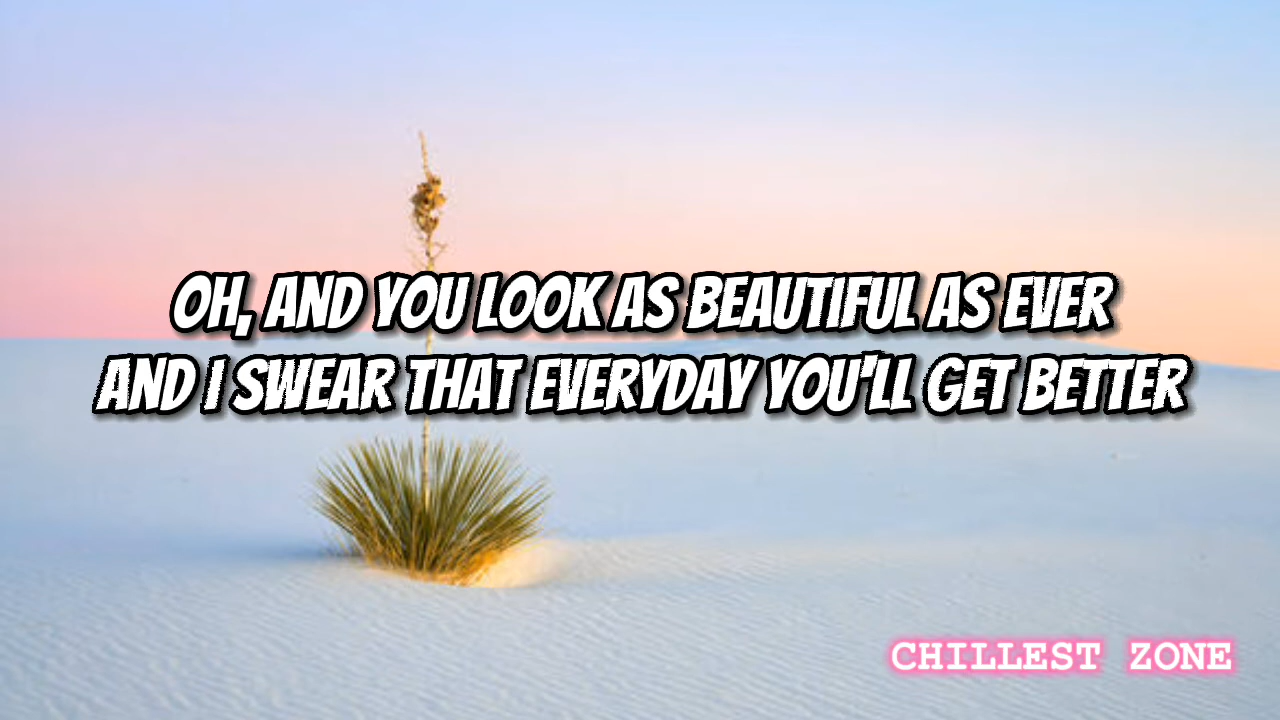 OH, AND YOU LOOK AS BEAUTIFUL AS EVER
AND I SWEAR THAT EVERYDAY YOU'LL GET BETTER
CHILLEST ZONE